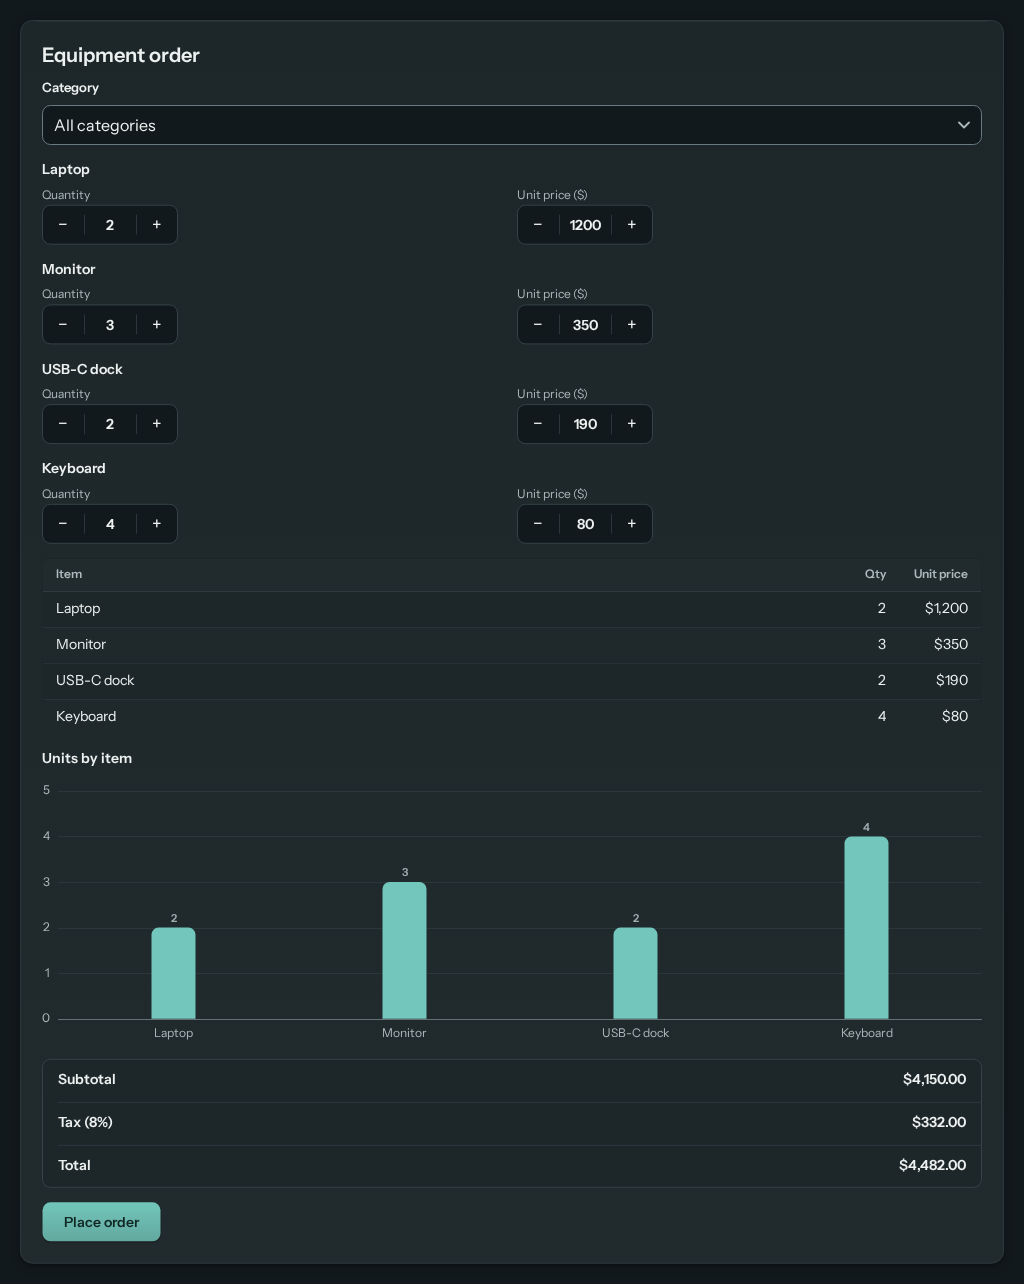 Equipment order
Category
All categories
Laptop
Quantity Unit price ($)
− 2 + − 1200 +
Monitor
Quantity Unit price ($)
− 3 + − 350 +
USB-C dock
Quantity Unit price ($)
− 2 + − 190 +
Keyboard
Quantity Unit price ($)
− 4 + − 80 +
Item Qty Unit price
Laptop 2 $1,200
Monitor 3 $350
USB-C dock 2 $190
Keyboard 4 $80
Units by item
5
4
4
3
3
2
2
2
1
0
Laptop Monitor USB-C dock Keyboard
Subtotal $4,150.00
Tax (8%) $332.00
Total $4,482.00
Place order